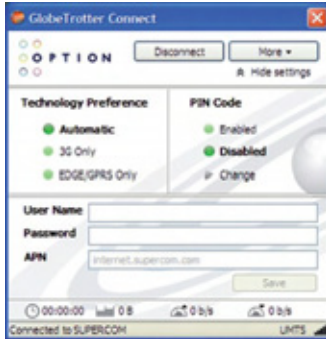 GlobeTrotter Connect
OPTION
Disconnect
More
Hide settings
Technology Preference
Automatic
3G Only
EDGE/GPRS Only
PIN Code
Enabled
Disabled
Change
User Name
Password
APN
internet.supercom.com
Save
00:00:00 0 B 0 b/s 0 b/s
Connected to SUPERCOM UMTS